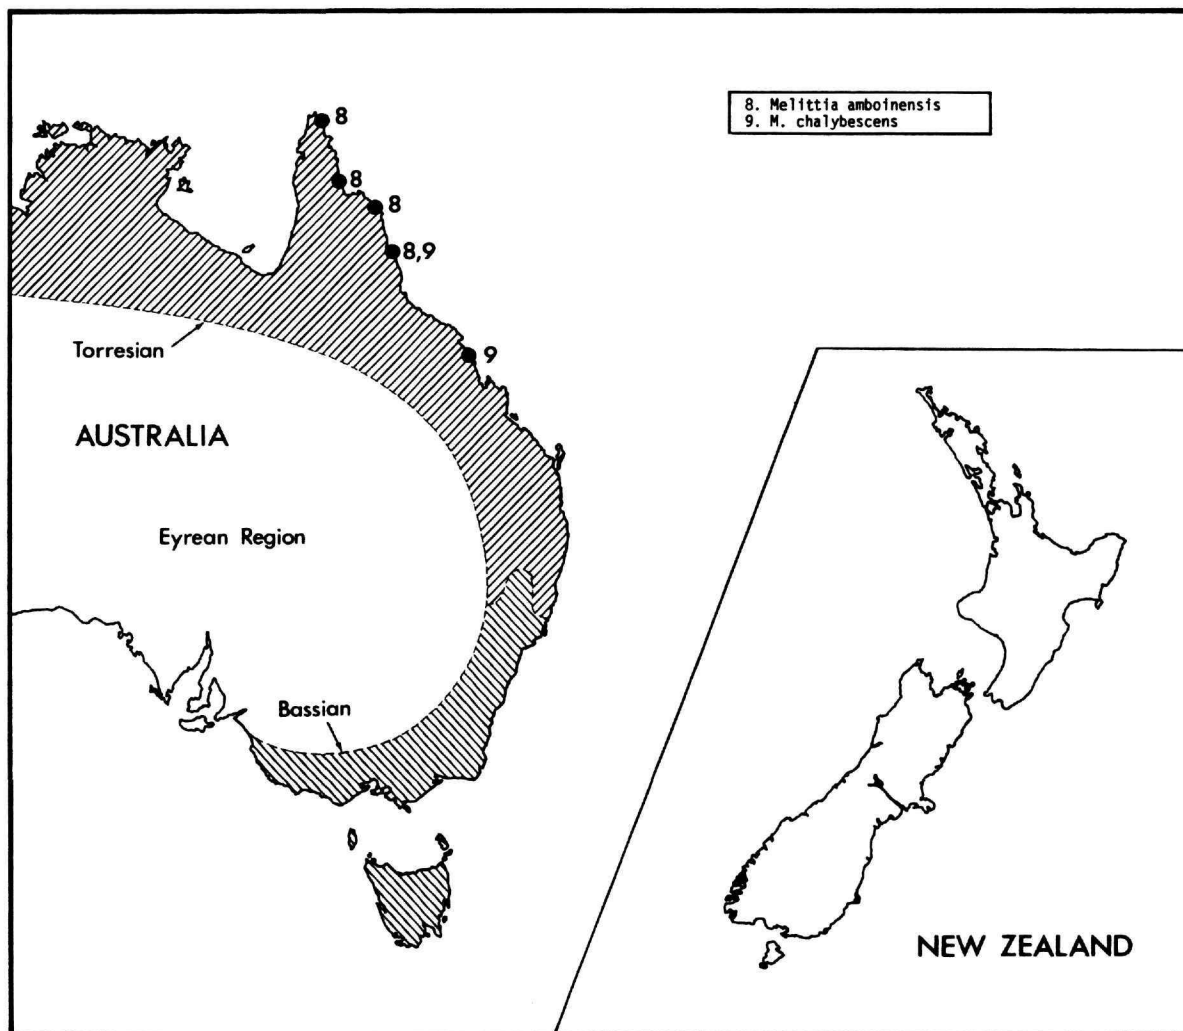 8. Melittia amboinensis
9. M. chalybescens
8
8
8
8,9
9
Torresian
AUSTRALIA
Eyrean Region
Bassian
NEW ZEALAND